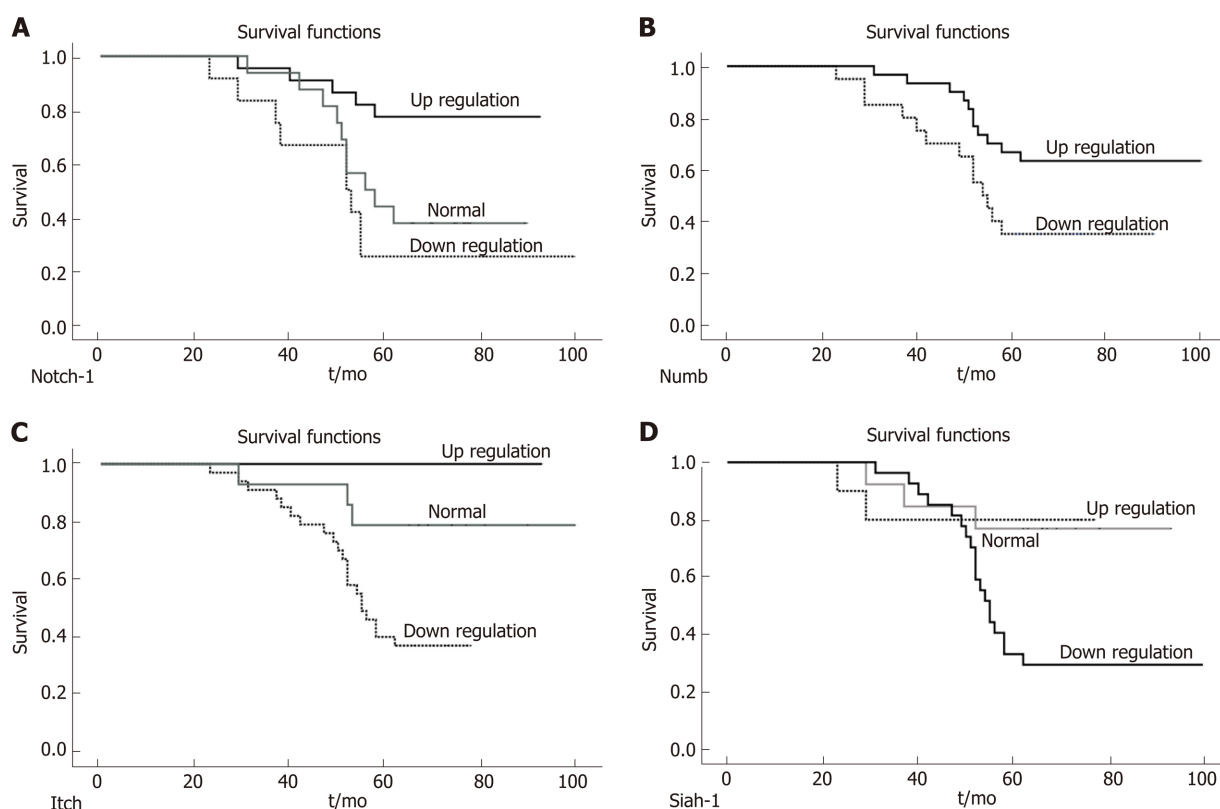 A
Survival functions
1.0
0.8
0.6
0.4
0.2
0.0
Survival
Up regulation
Normal
Down regulation
0 20 40 60 80 100
t/mo
Notch-1
B
Survival functions
1.0
0.8
0.6
0.4
0.2
0.0
Survival
Up regulation
Down regulation
0 20 40 60 80 100
t/mo
Numb
C
Survival functions
1.0
0.8
0.6
0.4
0.2
0.0
Survival
Up regulation
Normal
Down regulation
0 20 40 60 80 100
t/mo
Itch
D
Survival functions
1.0
0.8
0.6
0.4
0.2
0.0
Survival
Up regulation
Normal
Down regulation
0 20 40 60 80 100
t/mo
Siah-1